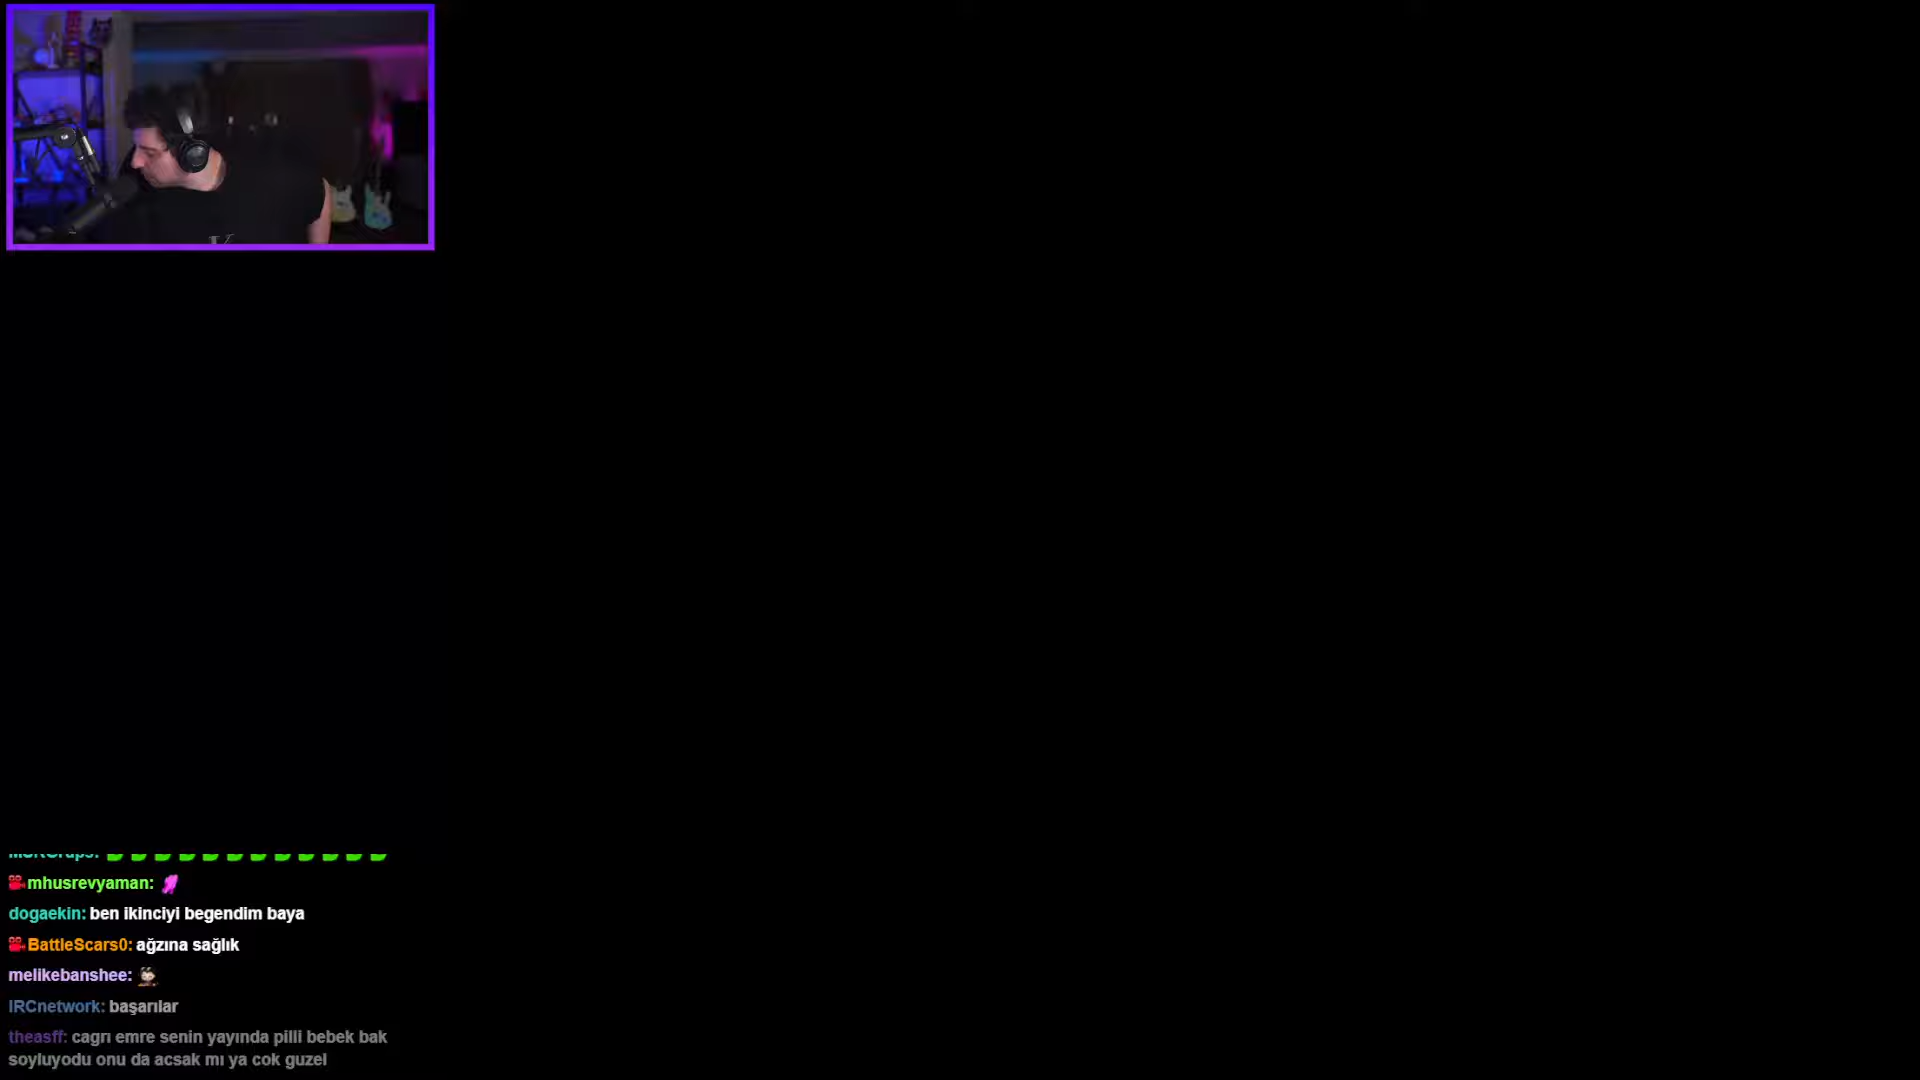 mhusrevyaman:
dogaekin: ben ikinciyi begendim baya
BattleScars0: ağzına sağlık
melikebanshee:
IRCnetwork: başarılar
theasff: cagrı emre senin yayında pilli bebek bak
soyluyodu onu da acsak mı ya cok guzel